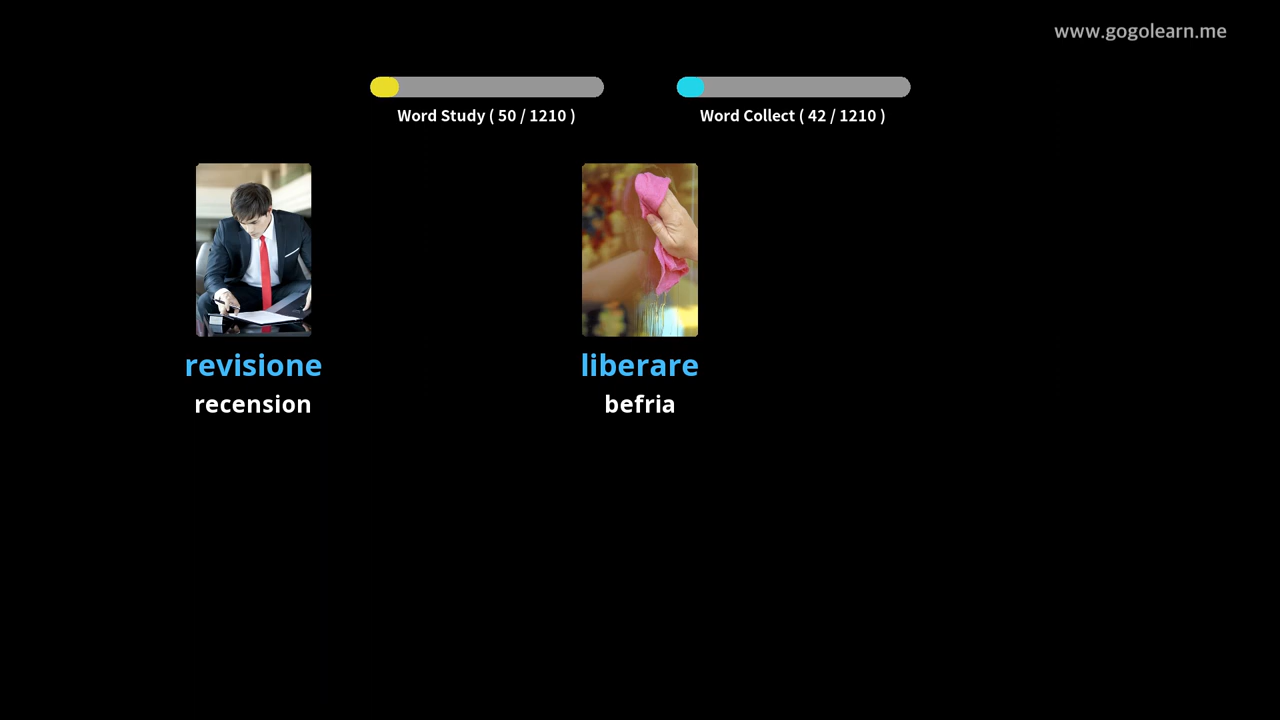 www.gogolearn.me
Word Study ( 50 / 1210 )
Word Collect ( 42 / 1210 )
revisione
recension
liberare
befria